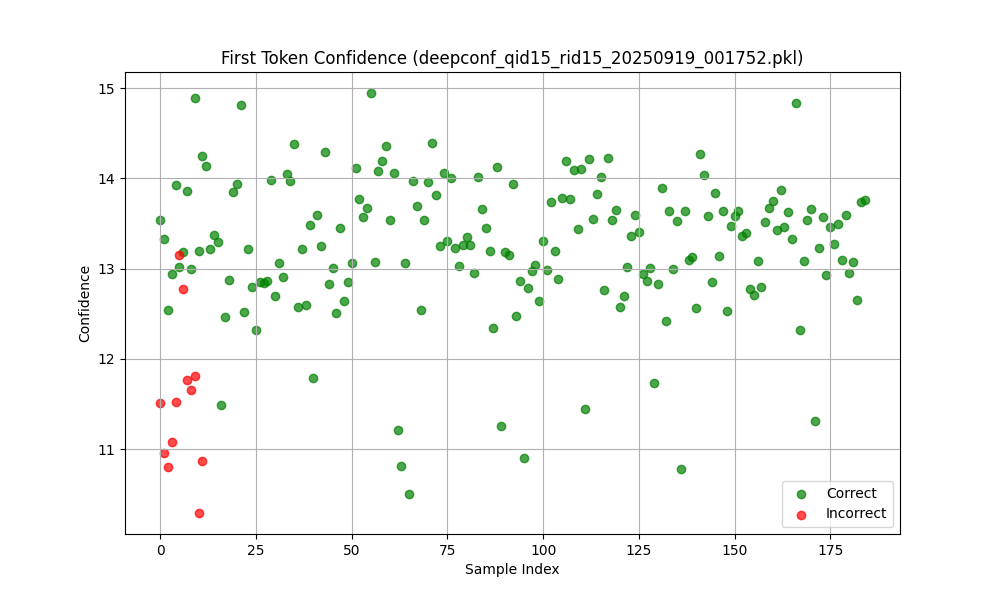 First Token Confidence (deepconf_qid15_rid15_20250919_001752.pkl)
15
14
13
12
11
Confidence
0 25 50 75 100 125 150 175
Sample Index
Correct
Incorrect